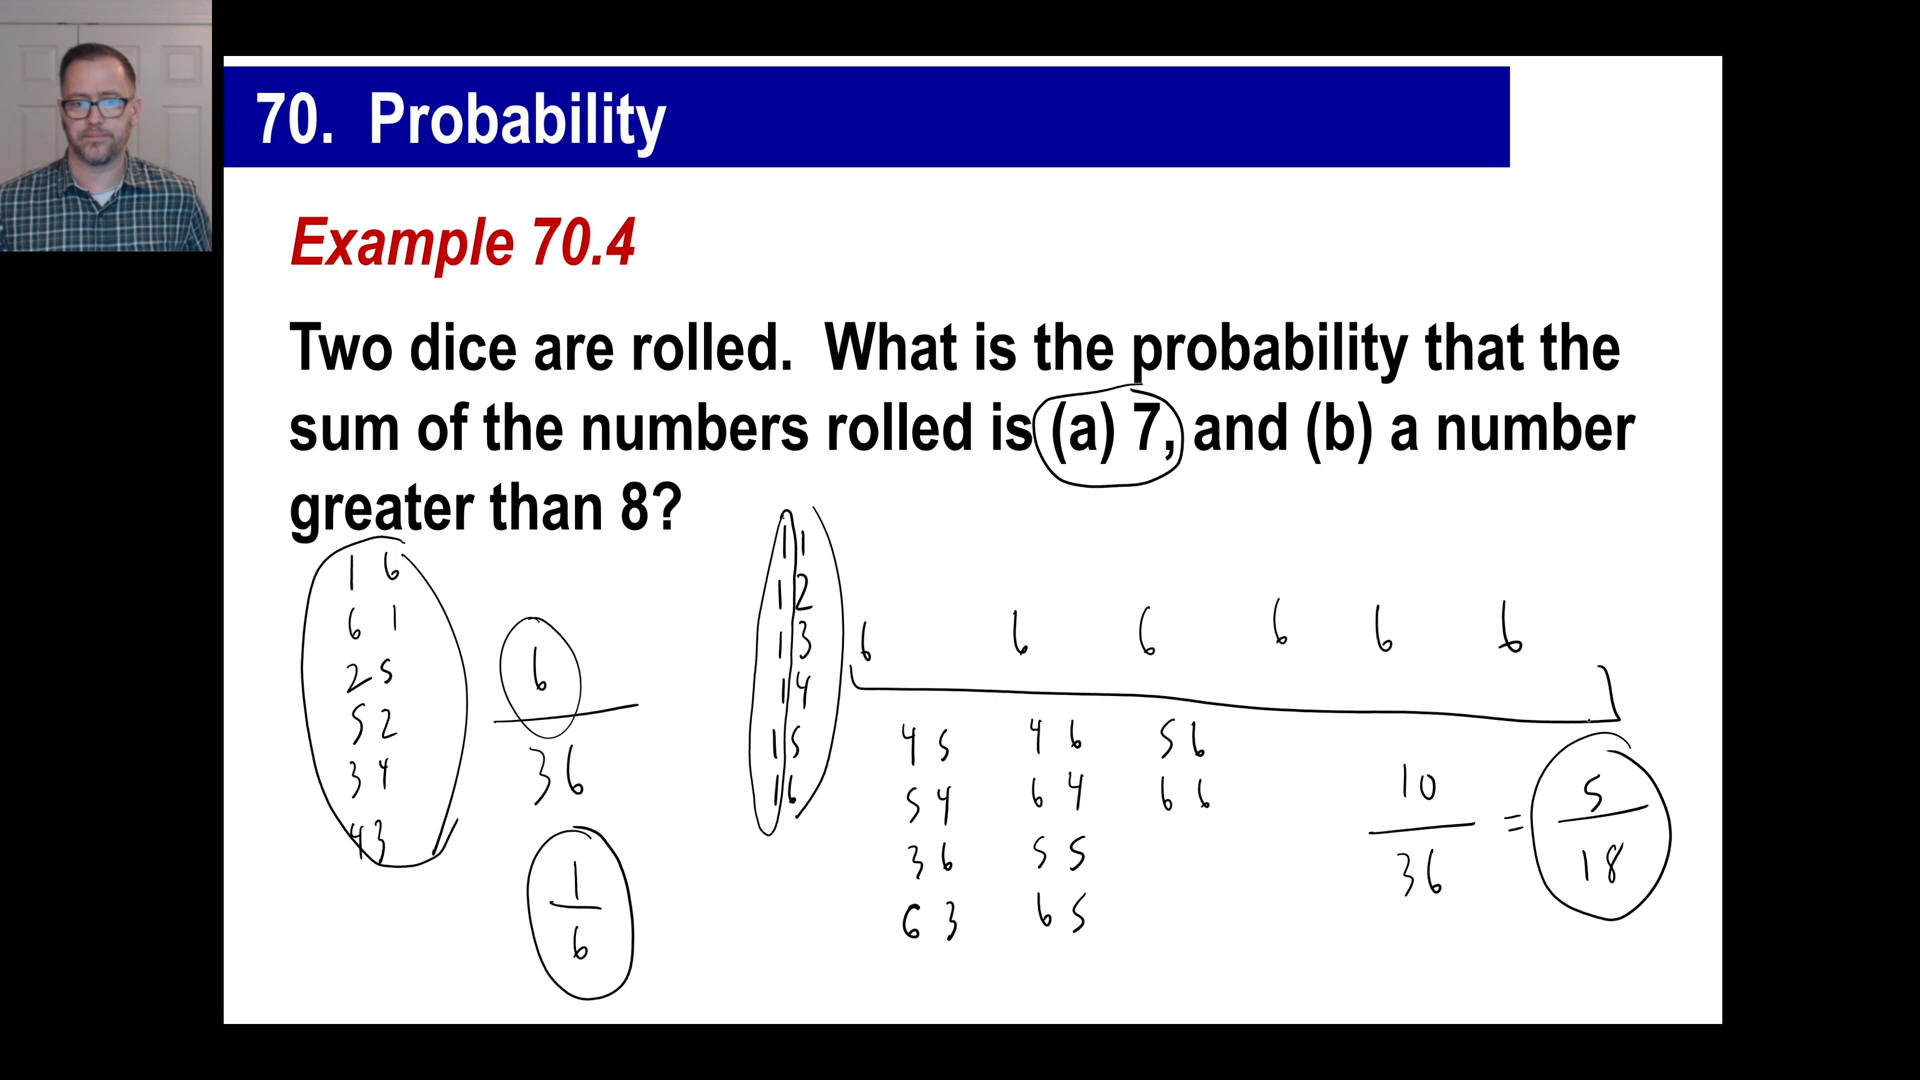 70. Probability
Example 70.4
Two dice are rolled. What is the probability that the
sum of the numbers rolled is (a) 7, and (b) a number
greater than 8?
1 6
6 1
2 5
5 2
3 4
4 3
6
36
1
6
1 1
1 2
1 3
1 4
1 5
1 6
6 6 6 6 6 6
4 5 4 6 5 6
5 4 6 4 6 6
3 6 5 5
6 3 6 5
10
36
=
5
18